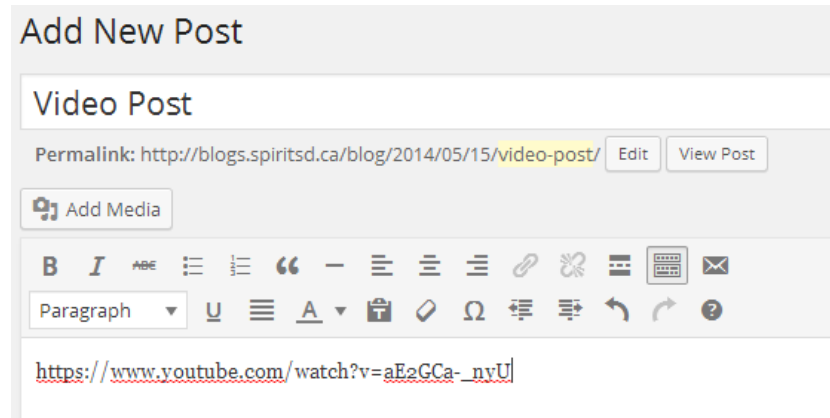 Add New Post
Video Post
Permalink: http://blogs.spiritsd.ca/blog/2014/05/15/video-post/ Edit View Post
Add Media
B I ABC “ — 
Paragraph U A T Ω ?
https://www.youtube.com/watch?v=aE2GCa-_nyU